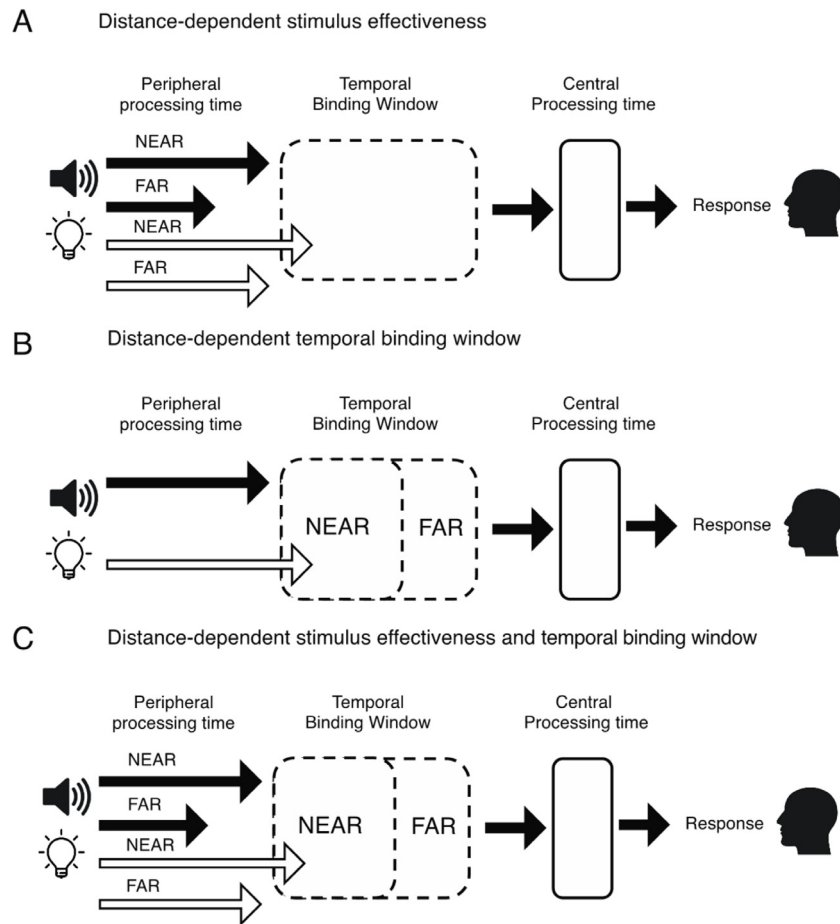 A
Distance-dependent stimulus effectiveness
Peripheral
processing time
Temporal
Binding Window
Central
Processing time
NEAR
FAR
NEAR
FAR
Response
B
Distance-dependent temporal binding window
Peripheral
processing time
Temporal
Binding Window
Central
Processing time
NEAR
FAR
Response
C
Distance-dependent stimulus effectiveness and temporal binding window
Peripheral
processing time
Temporal
Binding Window
Central
Processing time
NEAR
FAR
NEAR
FAR
NEAR
FAR
Response